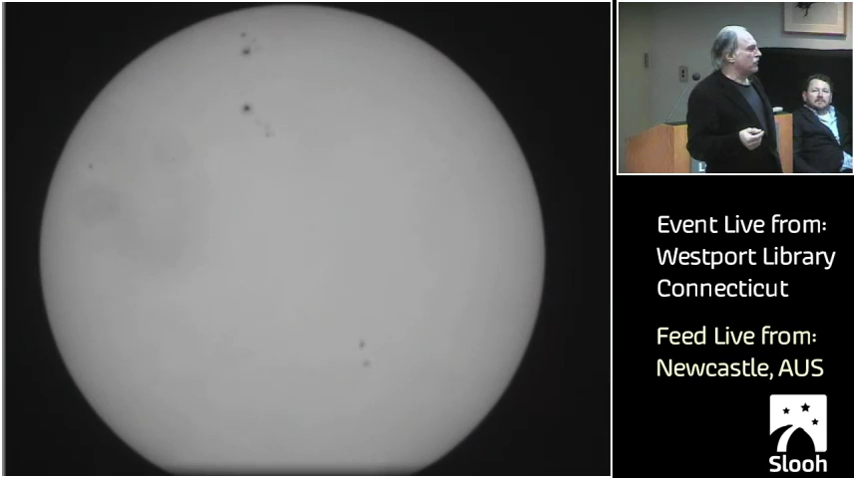 Event Live from:
Westport Library
Connecticut
Feed Live from:
Newcastle, AUS
Slooh